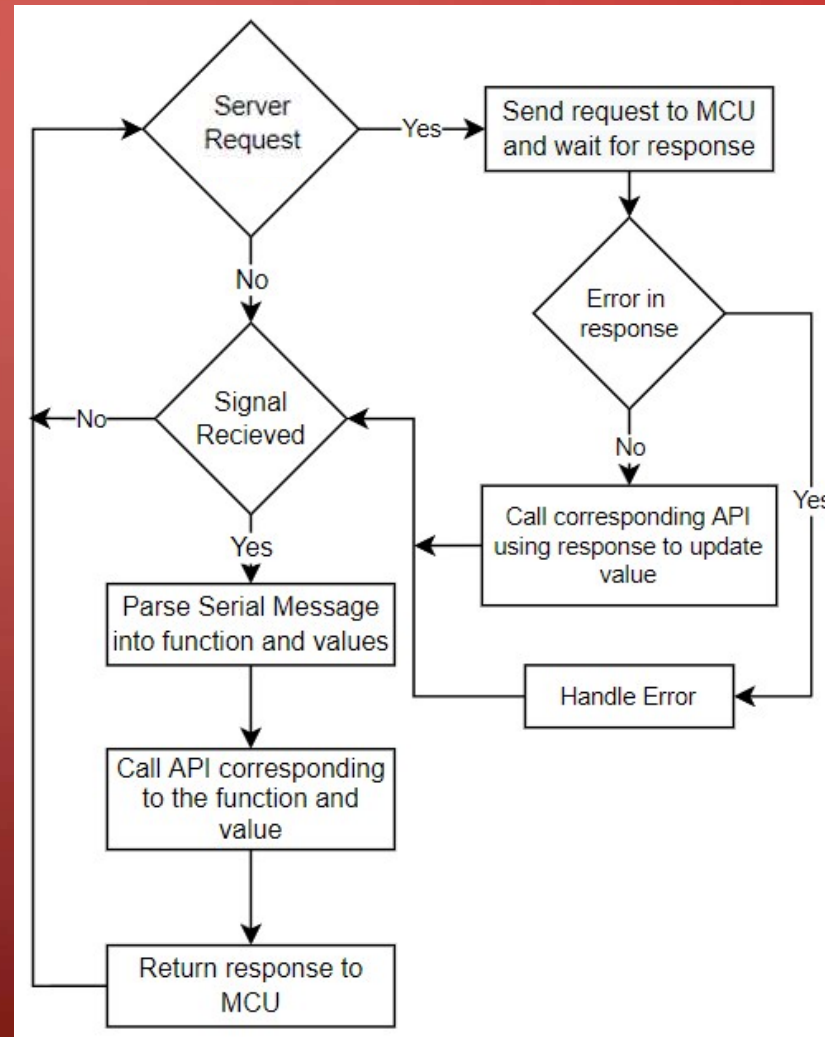 Server
Request
Yes
Send request to MCU
and wait for response
No
Error in
response
Signal
Recieved
No
No
Yes
Call corresponding API
using response to update
value
Yes
Parse Serial Message
into function and values
Handle Error
Call API corresponding
to the function and
value
Return response to
MCU